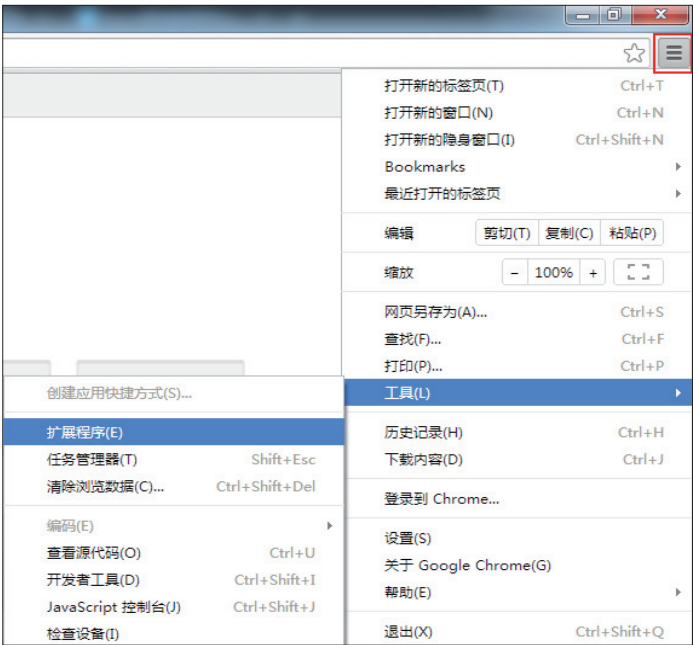 打开新的标签页(T) Ctrl+T
打开新的窗口(N) Ctrl+N
打开新的隐身窗口(I) Ctrl+Shift+N
Bookmarks
最近打开的标签页
编辑 剪切(T) 复制(C) 粘贴(P)
缩放 - 100% +
网页另存为(A)... Ctrl+S
查找(F)... Ctrl+F
打印(P)... Ctrl+P
工具(L)
历史记录(H) Ctrl+H
下载内容(D) Ctrl+J
登录到 Chrome...
设置(S)
关于 Google Chrome(G)
帮助(E)
退出(X) Ctrl+Shift+Q
创建应用快捷方式(S)...
扩展程序(E)
任务管理器(T) Shift+Esc
清除浏览数据(C)... Ctrl+Shift+Del
编码(E)
查看源代码(O) Ctrl+U
开发者工具(D) Ctrl+Shift+I
JavaScript 控制台(J) Ctrl+Shift+J
检查设备(I)